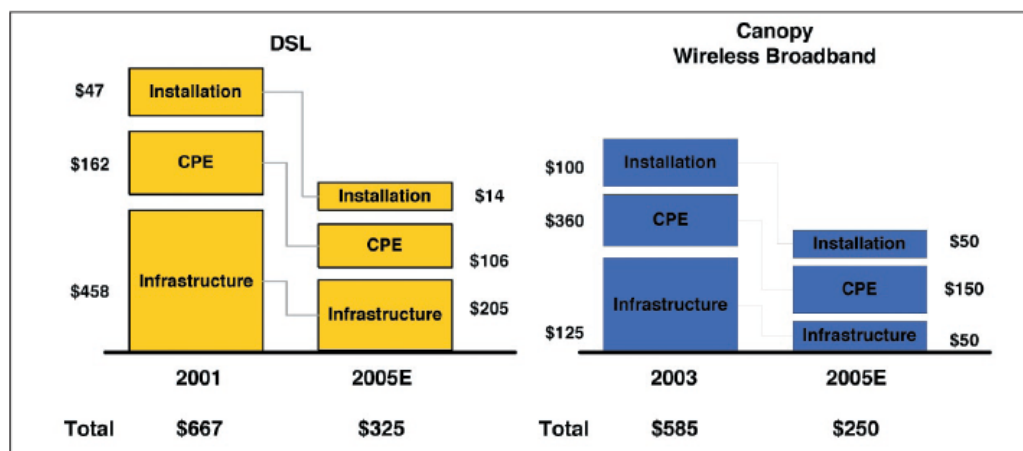 DSL
$47 Installation
$162 CPE
Installation $14
CPE $106
$458 Infrastructure
Infrastructure $205
2001 2005E
Total $667 $325
Canopy
Wireless Broadband
$100 Installation
$360 CPE
Installation $50
CPE $150
$125 Infrastructure
Infrastructure $50
2003 2005E
Total $585 $250